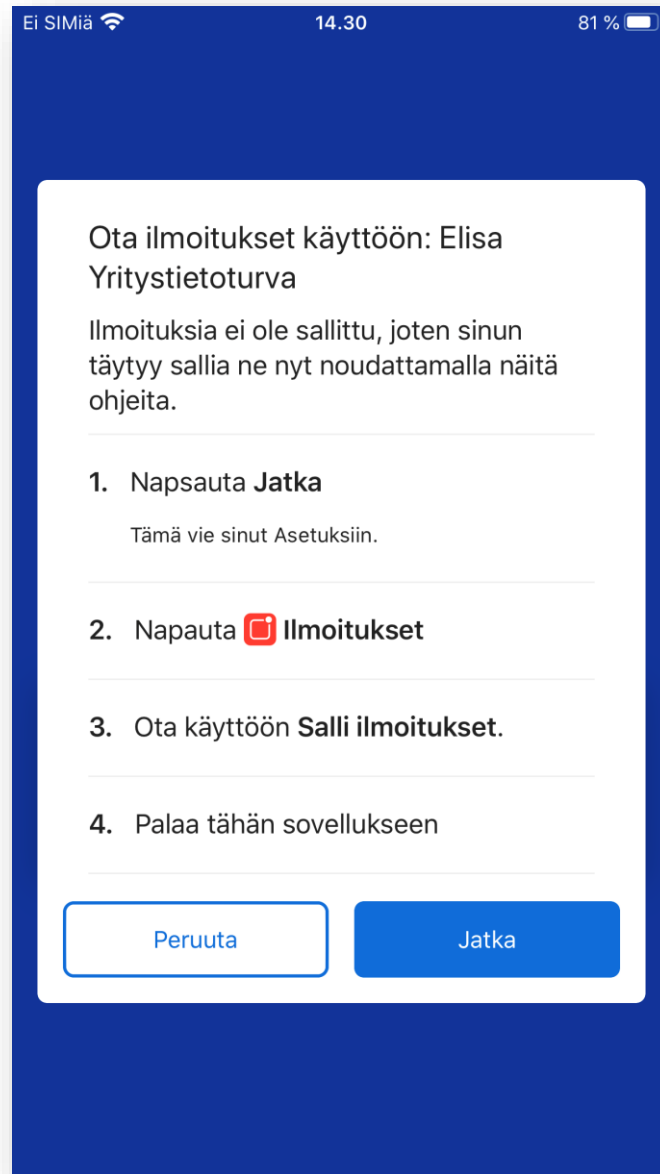 Ei SIMiä 14.30 81 %
Ota ilmoitukset käyttöön: Elisa
Yritystietoturva
Ilmoituksia ei ole sallittu, joten sinun
täytyy sallia ne nyt noudattamalla näitä
ohjeita.
1. Napsauta Jatka
Tämä vie sinut Asetuksiin.
2. Napauta Ilmoitukset
3. Ota käyttöön Salli ilmoitukset.
4. Palaa tähän sovellukseen
Peruuta Jatka